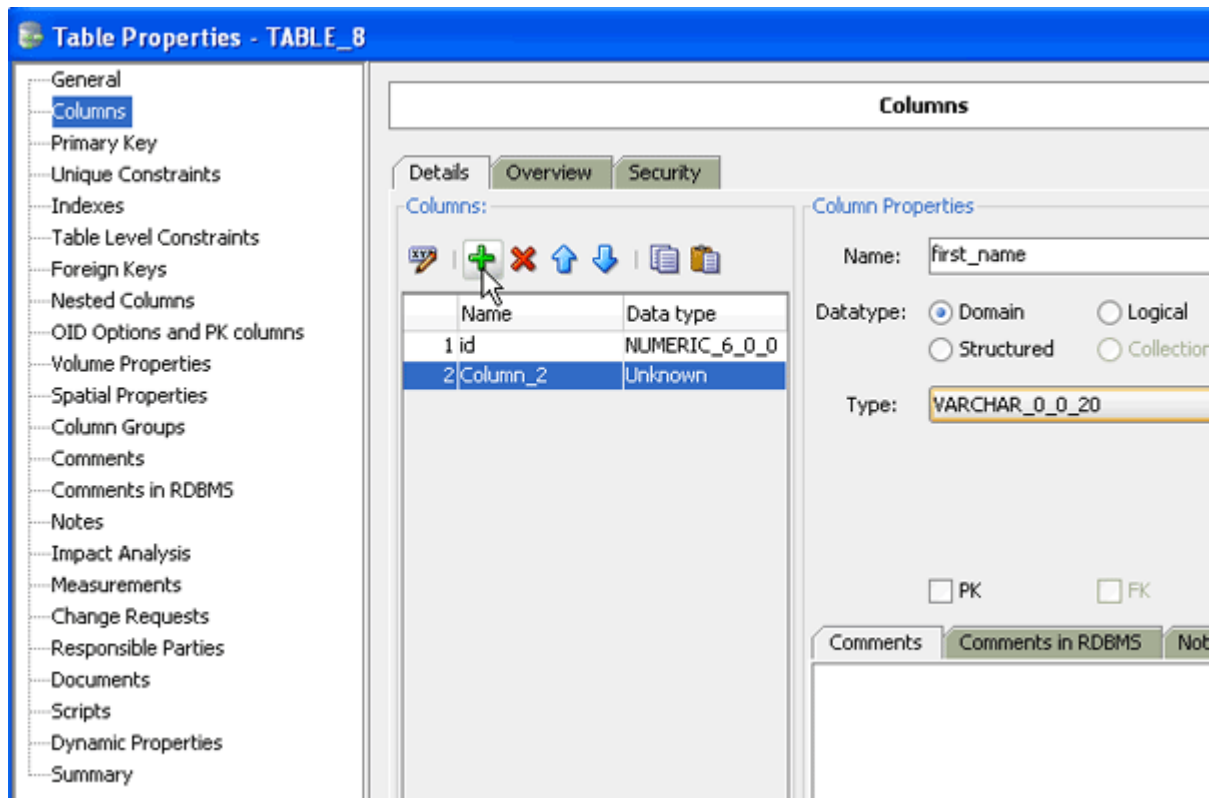 Table Properties - TABLE_8
General
Columns
Primary Key
Unique Constraints
Indexes
Table Level Constraints
Foreign Keys
Nested Columns
OID Options and PK columns
Volume Properties
Spatial Properties
Column Groups
Comments
Comments in RDBMS
Notes
Impact Analysis
Measurements
Change Requests
Responsible Parties
Documents
Scripts
Dynamic Properties
Summary
Columns
Details Overview Security
Columns:
XYZ
Name Data type
1 id NUMERIC_6_0_0
2 Column_2 Unknown
Column Properties
Name: first_name
Datatype: Domain Logical
Structured Collection
Type: VARCHAR_0_0_20
PK FK
Comments Comments in RDBMS Not